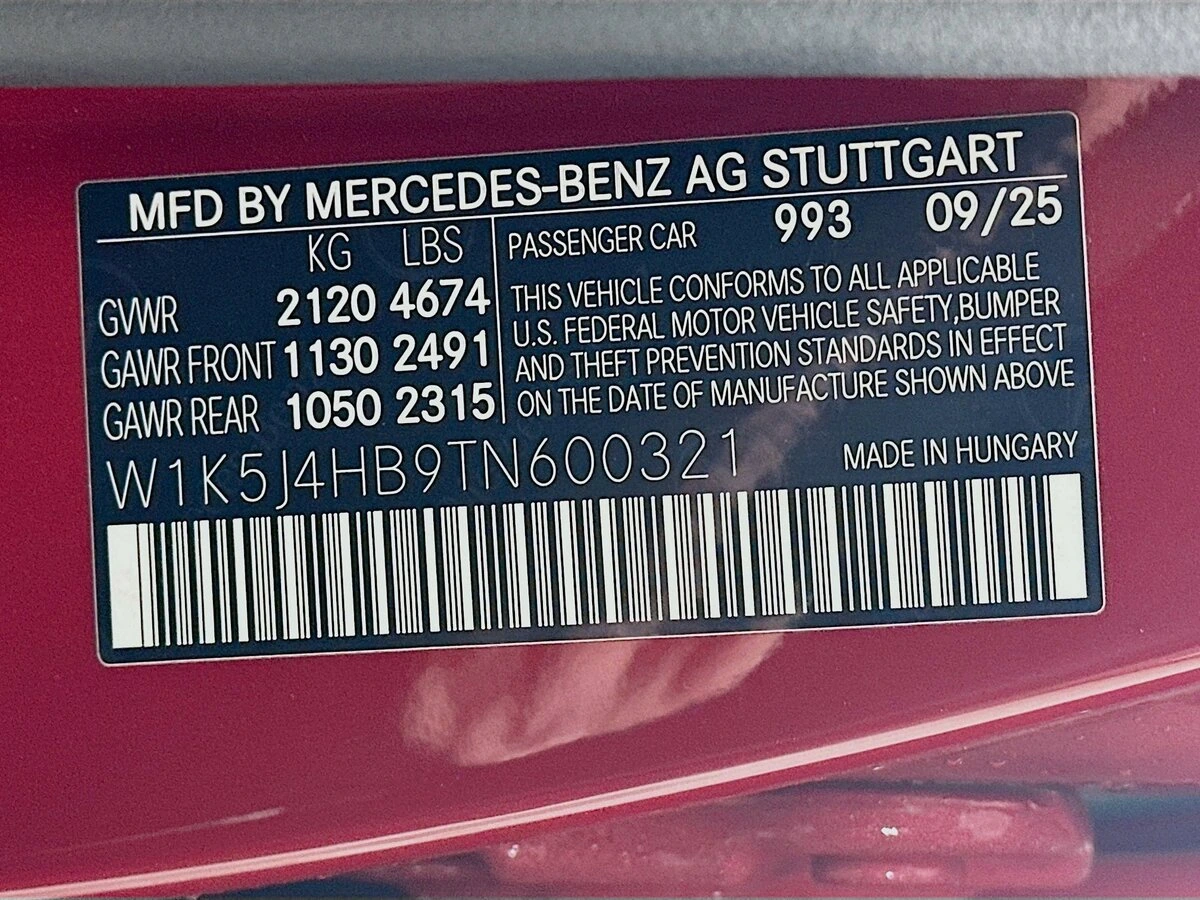 MFD BY MERCEDES-BENZ AG STUTTGART
KG LBS
GVWR 2120 4674
GAWR FRONT 1130 2491
GAWR REAR 1050 2315
PASSENGER CAR 993 09/25
THIS VEHICLE CONFORMS TO ALL APPLICABLE
U.S. FEDERAL MOTOR VEHICLE SAFETY,BUMPER
AND THEFT PREVENTION STANDARDS IN EFFECT
ON THE DATE OF MANUFACTURE SHOWN ABOVE
W1K5J4HB9TN600321
MADE IN HUNGARY